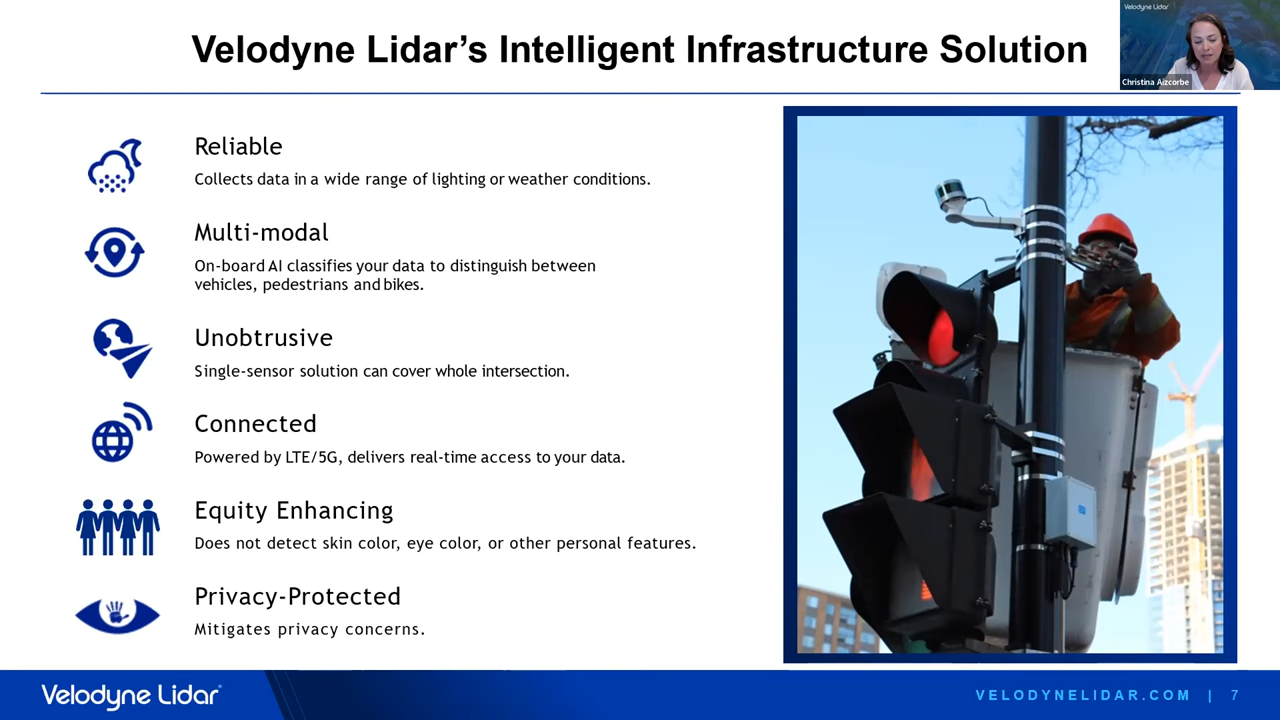 Velodyne Lidar's Intelligent Infrastructure Solution
Velodyne Lidar
Christina Aizcorbe
Reliable
Collects data in a wide range of lighting or weather conditions.
Multi-modal
On-board AI classifies your data to distinguish between
vehicles, pedestrians and bikes.
Unobtrusive
Single-sensor solution can cover whole intersection.
Connected
Powered by LTE/5G, delivers real-time access to your data.
Equity Enhancing
Does not detect skin color, eye color, or other personal features.
Privacy-Protected
Mitigates privacy concerns.
Velodyne Lidar
VELODYNELIDAR.COM | 7